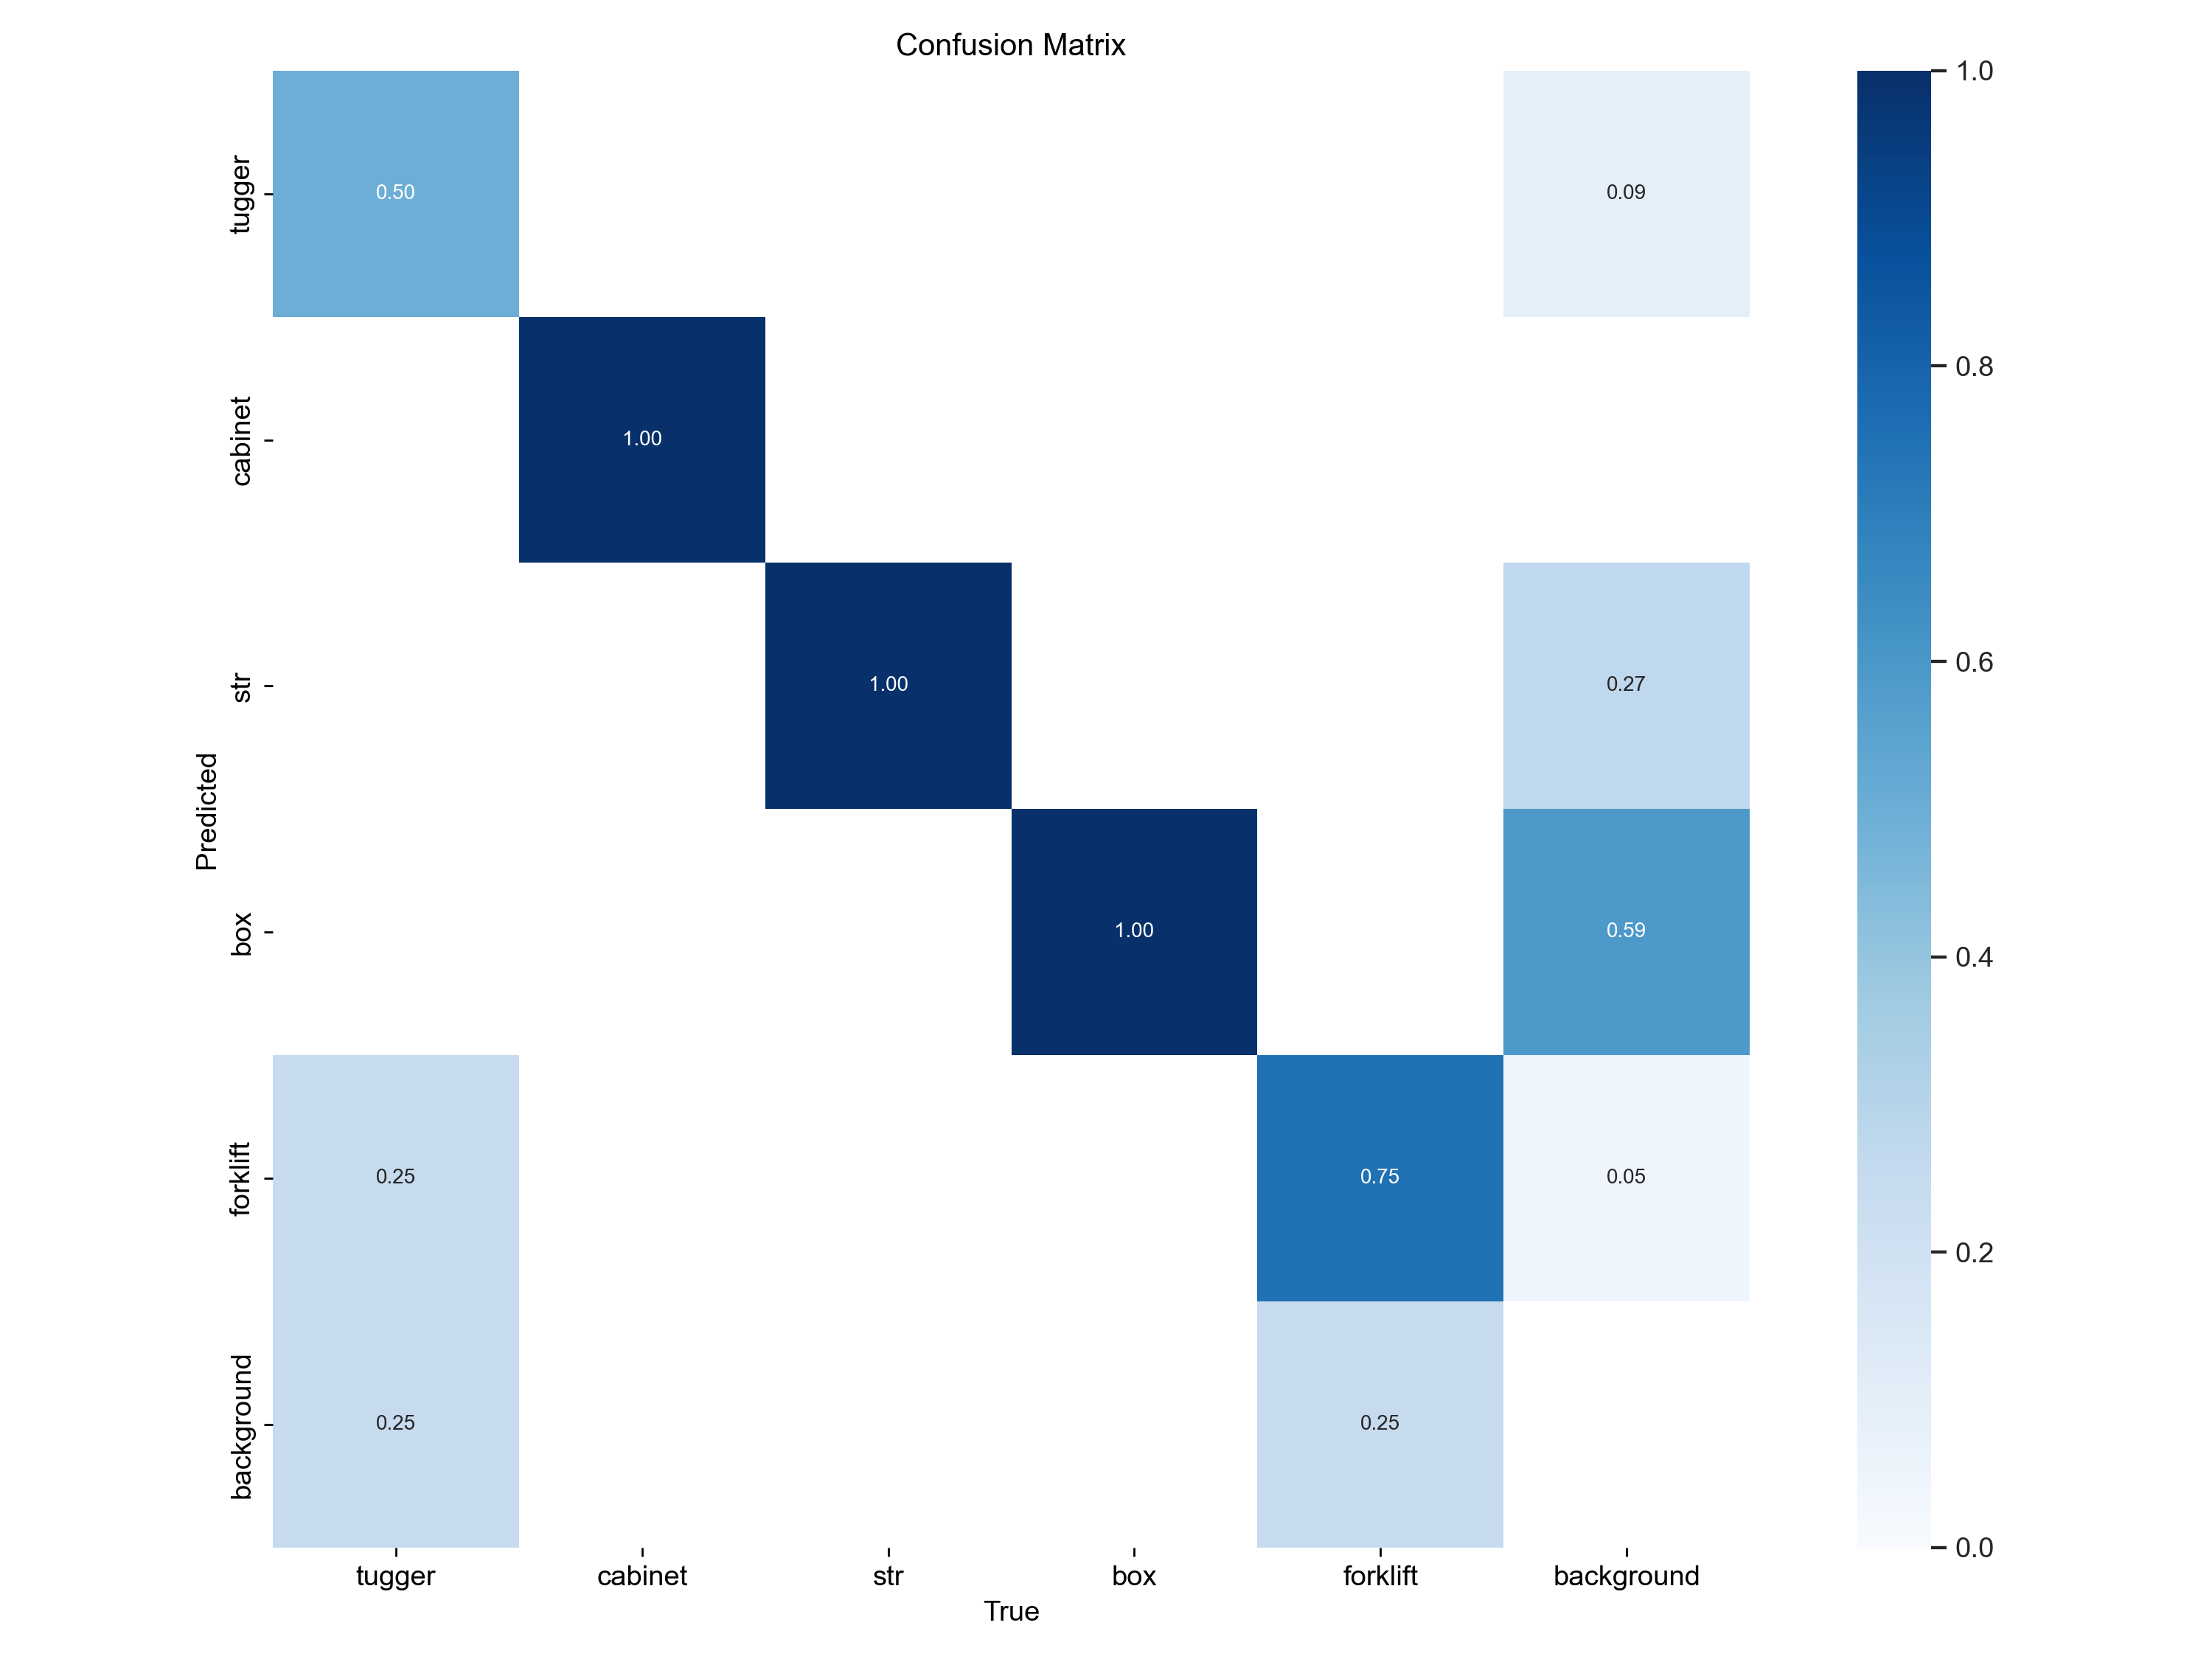 Confusion Matrix
tugger
0.50
0.09
cabinet
1.00
str
1.00
0.27
box
1.00
0.59
forklift
0.25
0.75
0.05
background
0.25
0.25
Predicted
tugger cabinet str box forklift background
True
1.0
0.8
0.6
0.4
0.2
0.0